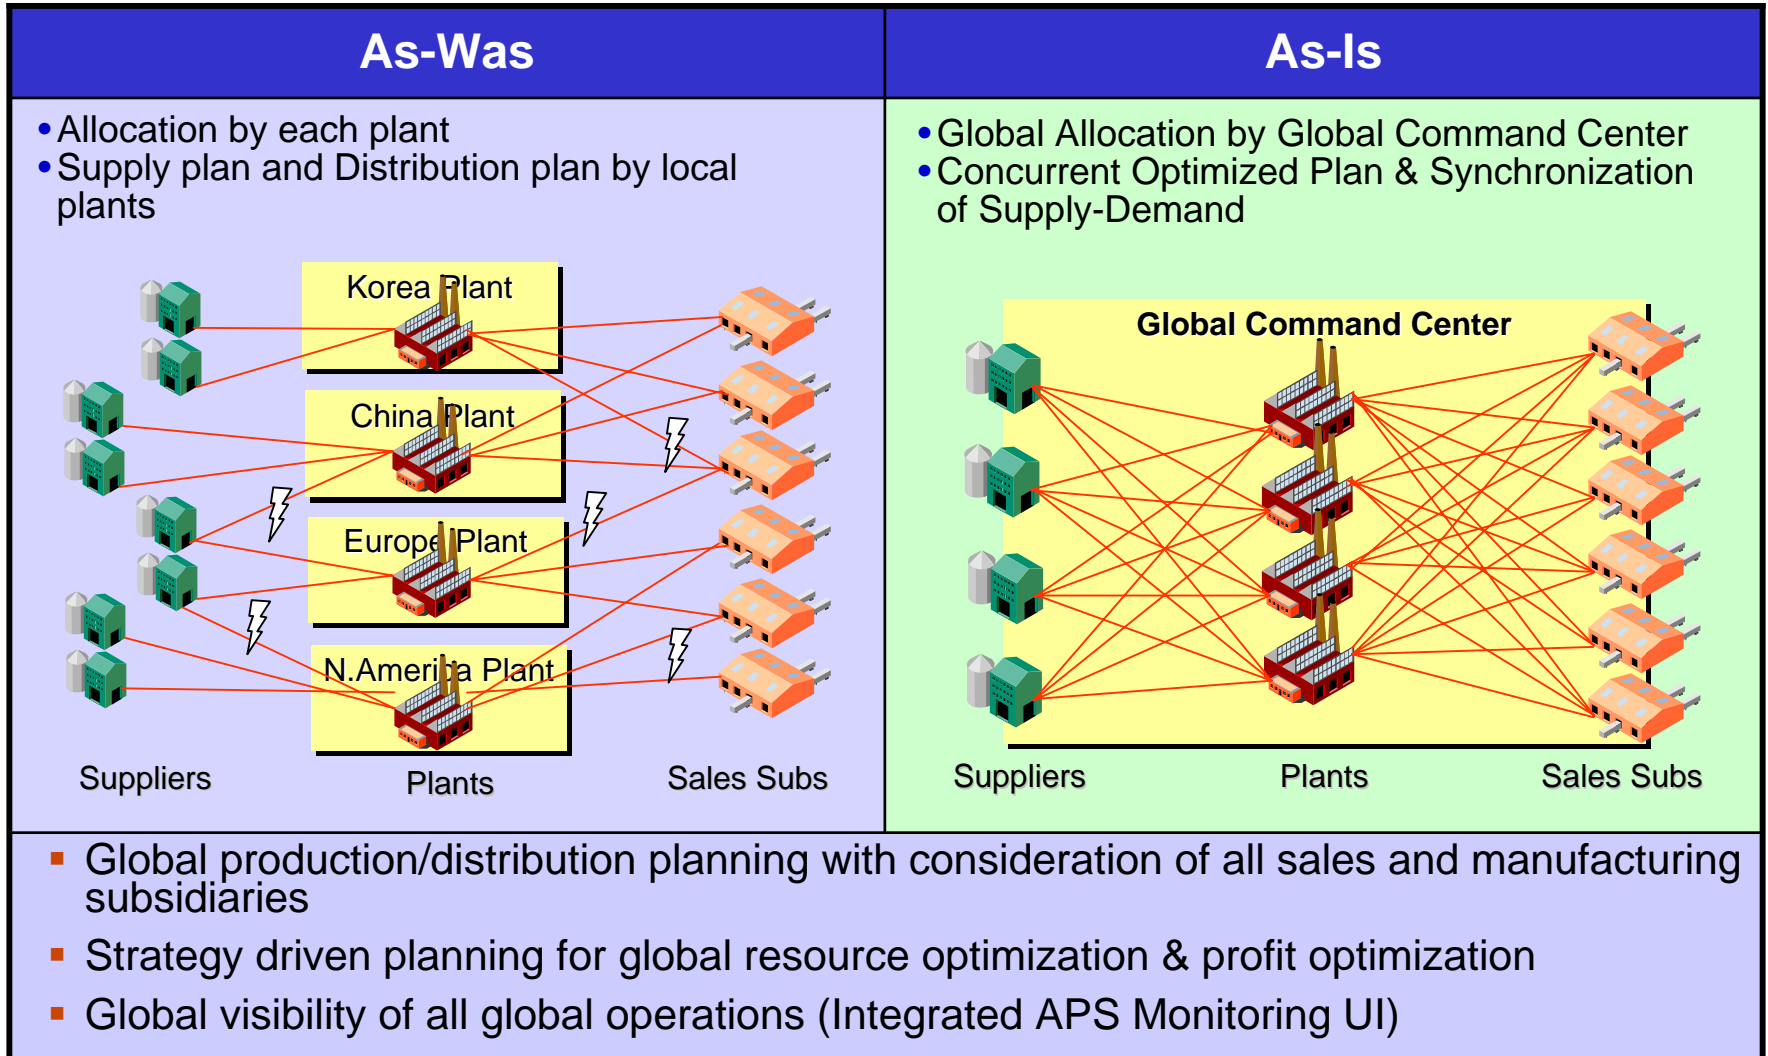 As-Was
As-Is
•Allocation by each plant
•Supply plan and Distribution plan by local
plants
Korea Plant
China Plant
Europe Plant
N.America Plant
Suppliers
Plants
Sales Subs
•Global Allocation by Global Command Center
•Concurrent Optimized Plan & Synchronization
of Supply-Demand
Global Command Center
Suppliers
Plants
Sales Subs
▪ Global production/distribution planning with consideration of all sales and manufacturing
subsidiaries
▪ Strategy driven planning for global resource optimization & profit optimization
▪ Global visibility of all global operations (Integrated APS Monitoring UI)